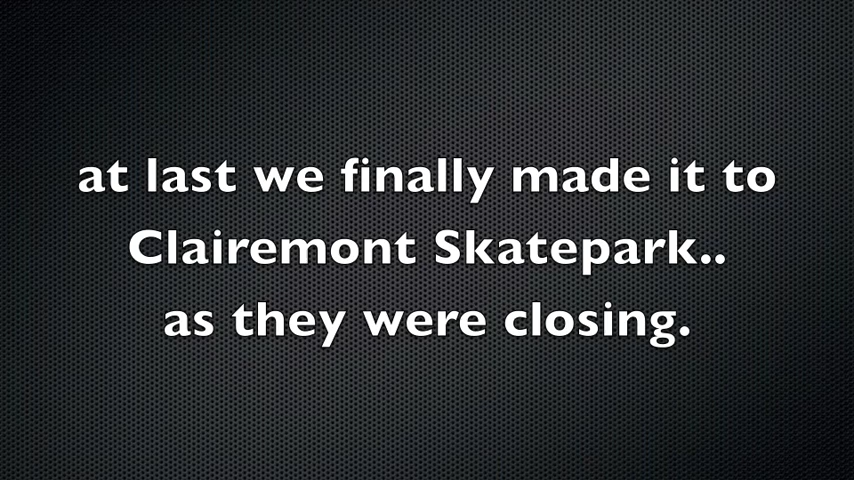 at last we finally made it to
Clairemont Skatepark..
as they were closing.